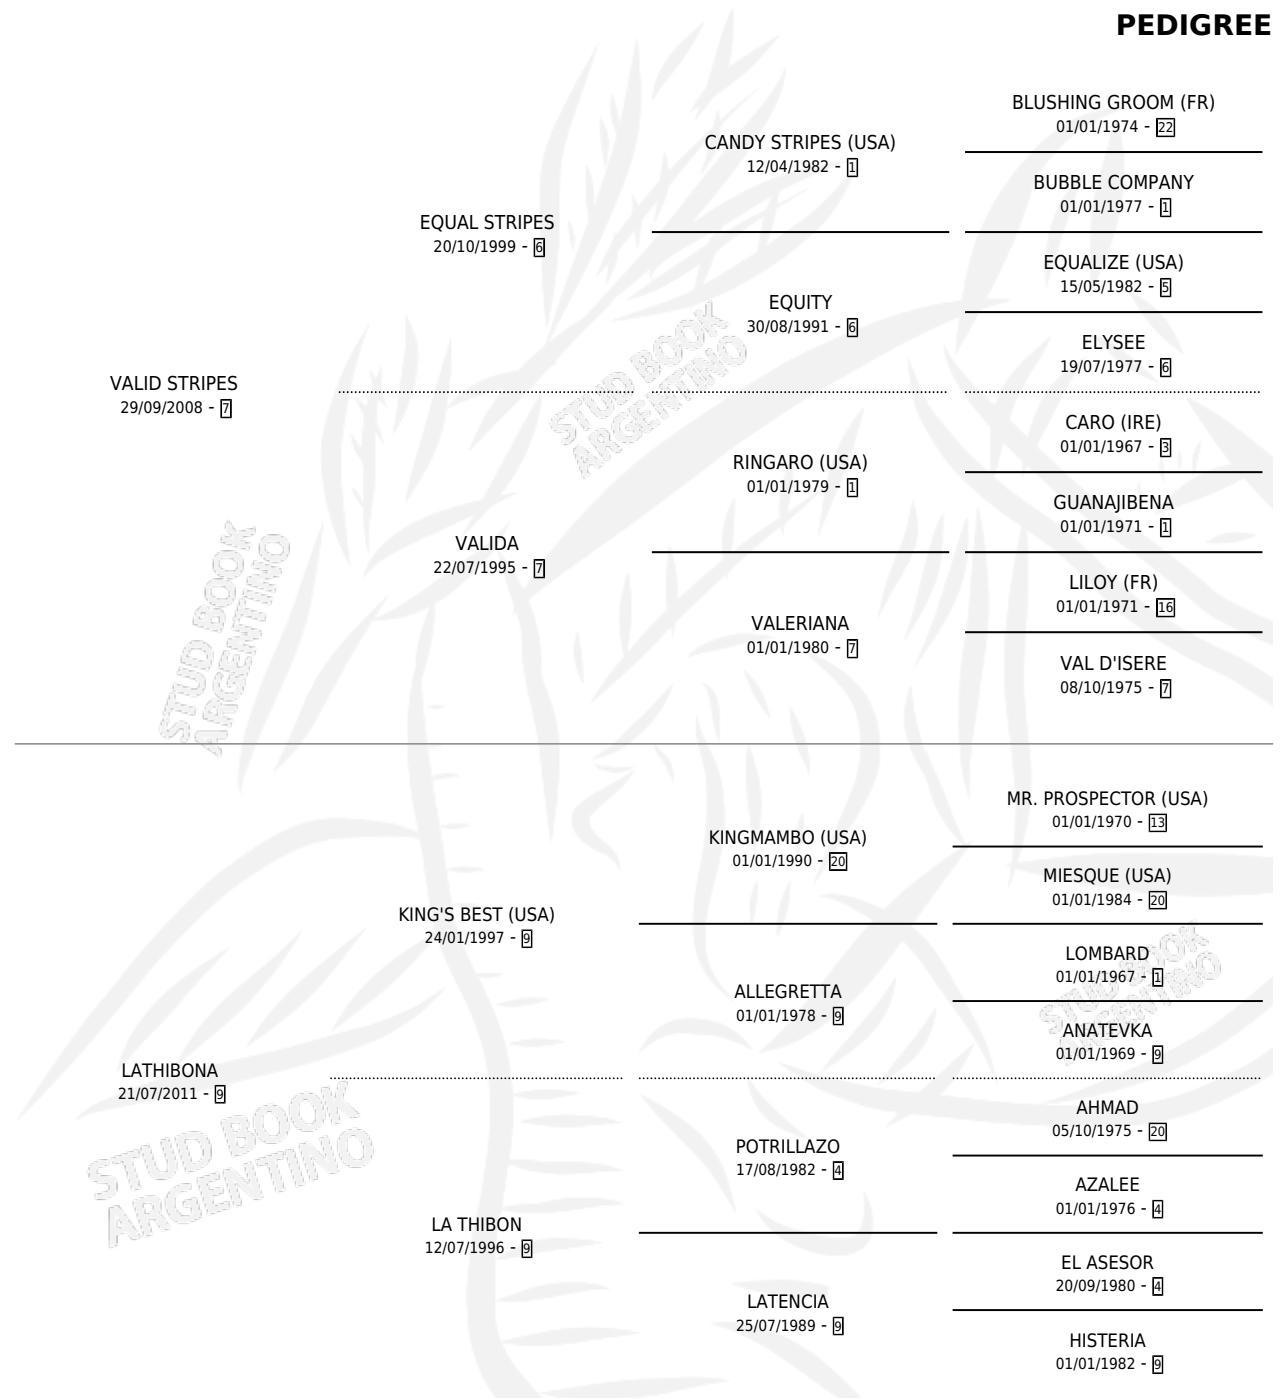 PEDIGREE
BLUSHING GROOM (FR)
01/01/1974 - 22
CANDY STRIPES (USA)
12/04/1982 - 1
BUBBLE COMPANY
01/01/1977 - 1
EQUAL STRIPES
20/10/1999 - 6
EQUALIZE (USA)
15/05/1982 - 5
EQUITY
30/08/1991 - 6
ELYSEE
19/07/1977 - 6
VALID STRIPES
29/09/2008 - 7
CARO (IRE)
01/01/1967 - 3
RINGARO (USA)
01/01/1979 - 1
GUANAJIBENA
01/01/1971 - 1
VALIDA
22/07/1995 - 7
LILOY (FR)
01/01/1971 - 16
VALERIANA
01/01/1980 - 7
VAL D'ISERE
08/10/1975 - 7
MR. PROSPECTOR (USA)
01/01/1970 - 13
KINGMAMBO (USA)
01/01/1990 - 20
MIESQUE (USA)
01/01/1984 - 20
KING'S BEST (USA)
24/01/1997 - 9
LOMBARD
01/01/1967 - 1
ALLEGRETTA
01/01/1978 - 9
ANATEVKA
01/01/1969 - 9
LATHIBONA
21/07/2011 - 9
AHMAD
05/10/1975 - 20
POTRILLAZO
17/08/1982 - 4
AZALEE
01/01/1976 - 4
LA THIBON
12/07/1996 - 9
EL ASESOR
20/09/1980 - 4
LATENCIA
25/07/1989 - 9
HISTERIA
01/01/1982 - 9
STUD BOOK
ARGENTINO
STUD BOOK
ARGENTINO
STUD BOOK
ARGENTINO
STUD BOOK
ARGENTINO